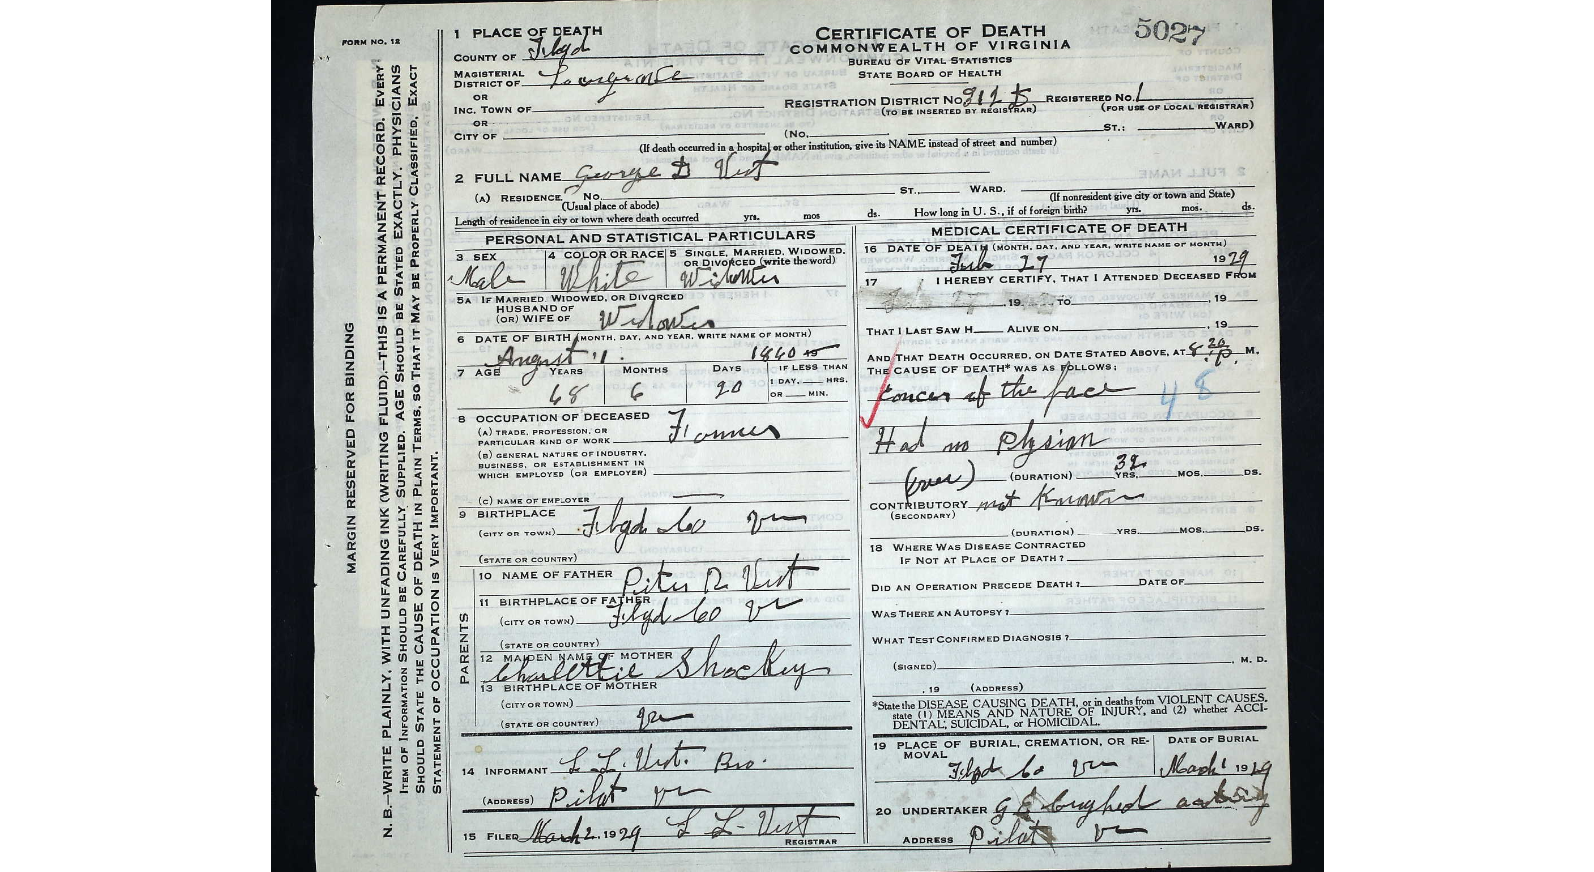 FORM NO. 12
MARGIN RESERVED FOR BINDING
N. B.—WRITE PLAINLY, WITH UNFADING INK (WRITING FLUID).—THIS IS A PERMANENT RECORD. EVERY
ITEM OF INFORMATION SHOULD BE CAREFULLY SUPPLIED. AGE SHOULD BE STATED EXACTLY. PHYSICIANS
SHOULD STATE THE CAUSE OF DEATH IN PLAIN TERMS, SO THAT IT MAY BE PROPERLY CLASSIFIED. EXACT
STATEMENT OF OCCUPATION IS VERY IMPORTANT.
CERTIFICATE OF DEATH
5027
COMMONWEALTH OF VIRGINIA
BUREAU OF VITAL STATISTICS
STATE BOARD OF HEALTH
1 PLACE OF DEATH
COUNTY OF Floyd
MAGISTERIAL
DISTRICT OF
OR
INC. TOWN OF
OR
CITY OF
REGISTRATION DISTRICT NO. REGISTERED NO. 1
(TO BE INSERTED BY REGISTRAR) (FOR USE OF LOCAL REGISTRAR)
(No. ST.; WARD)
(If death occurred in a hospital or other institution, give its NAME instead of street and number)
2 FULL NAME George D Vest
(A) RESIDENCE No. ST., WARD.
(Usual place of abode) (If nonresident give city or town and State)
Length of residence in city or town where death occurred yrs. mos ds. How long in U. S., if of foreign birth? yrs. mos. ds.
PERSONAL AND STATISTICAL PARTICULARS
3 SEX
Male
4 COLOR OR RACE
White
5 SINGLE, MARRIED, WIDOWED,
OR DIVORCED (write the word)
Widower
5A IF MARRIED, WIDOWED, OR DIVORCED
HUSBAND OF
(OR) WIFE OF Widower
6 DATE OF BIRTH (MONTH, DAY, AND YEAR, WRITE NAME OF MONTH)
August 1860
7 AGE YEARS MONTHS DAYS IF LESS THAN
1 DAY, HRS.
OR MIN.
68 6 20
8 OCCUPATION OF DECEASED
(A) TRADE, PROFESSION, OR
PARTICULAR KIND OF WORK Farmer
(B) GENERAL NATURE OF INDUSTRY,
BUSINESS, OR ESTABLISHMENT IN
WHICH EMPLOYED (OR EMPLOYER)
(C) NAME OF EMPLOYER
9 BIRTHPLACE
(CITY OR TOWN) Floyd Co Va
(STATE OR COUNTRY)
PARENTS
10 NAME OF FATHER Peter R Vest
11 BIRTHPLACE OF FATHER
(CITY OR TOWN) Floyd Co Va
(STATE OR COUNTRY)
12 MAIDEN NAME OF MOTHER
Charlottie Shockey
13 BIRTHPLACE OF MOTHER
(CITY OR TOWN)
(STATE OR COUNTRY) Va
14 INFORMANT L L. Vest. Bro.
(ADDRESS) Pilot Va
15 FILED March 2, 1929 L L. Vest
REGISTRAR
MEDICAL CERTIFICATE OF DEATH
16 DATE OF DEATH (MONTH, DAY, AND YEAR, WRITE NAME OF MONTH)
Feb 27 1929
17 I HEREBY CERTIFY, THAT I ATTENDED DECEASED FROM
, 19 TO , 19
THAT I LAST SAW H ALIVE ON , 19
AND THAT DEATH OCCURRED, ON DATE STATED ABOVE, AT 8:20 P. M.
THE CAUSE OF DEATH* WAS AS FOLLOWS:
Cancer of the face
48
Had no Physian
(over) (DURATION) YRS. MOS. DS.
CONTRIBUTORY not Known
(SECONDARY)
(DURATION) YRS. MOS. DS.
18 WHERE WAS DISEASE CONTRACTED
IF NOT AT PLACE OF DEATH?
DID AN OPERATION PRECEDE DEATH? DATE OF
WAS THERE AN AUTOPSY?
WHAT TEST CONFIRMED DIAGNOSIS?
(SIGNED) , M. D.
, 19 (ADDRESS)
*State the DISEASE CAUSING DEATH, or in deaths from VIOLENT CAUSES,
state (1) MEANS AND NATURE OF INJURY, and (2) whether ACCI-
DENTAL, SUICIDAL, or HOMICIDAL.
19 PLACE OF BURIAL, CREMATION, OR RE-
MOVAL
Floyd Co Va
DATE OF BURIAL
March 1 1929
20 UNDERTAKER
ADDRESS Pilot Va